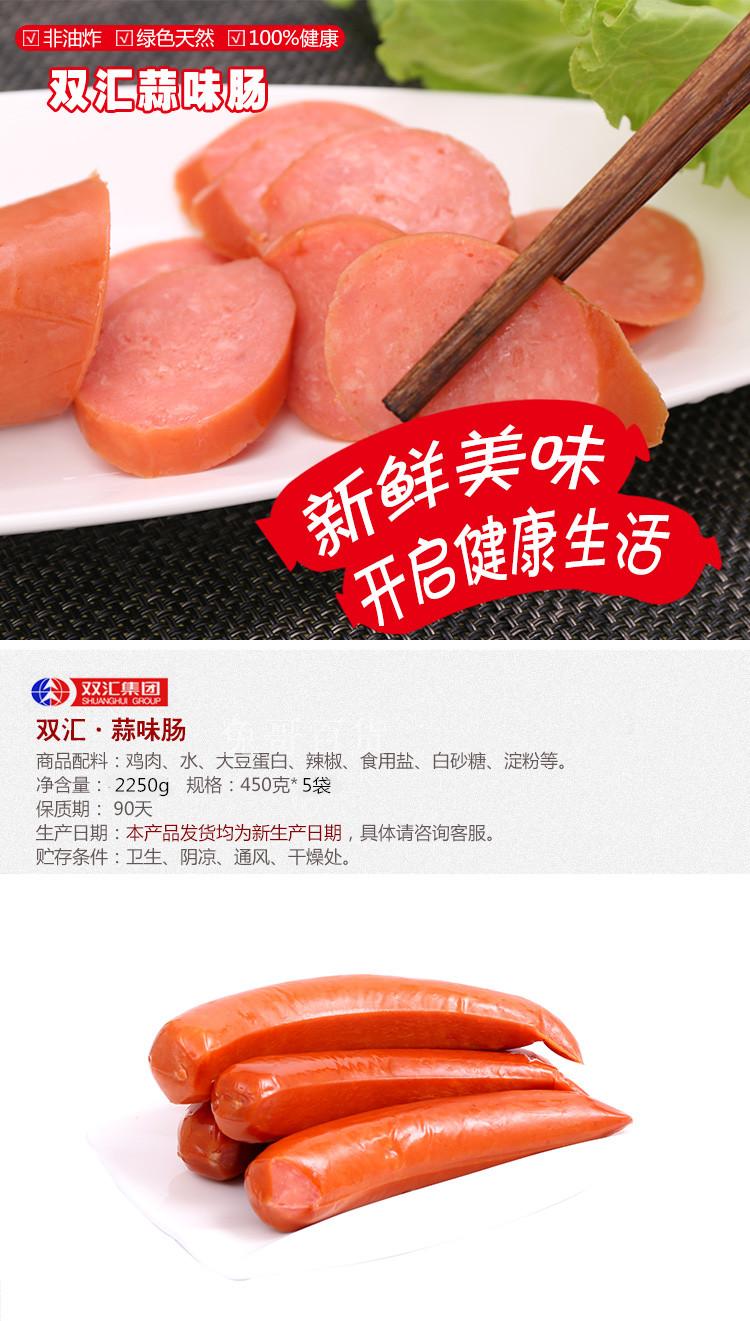 非油炸 绿色天然 100%健康
双汇蒜味肠
新鲜美味
开启健康生活
双汇集团
SHUANGHUI GROUP
双汇·蒜味肠
商品配料：鸡肉、水、大豆蛋白、辣椒、食用盐、白砂糖、淀粉等。
净含量： 2250g 规格：450克*5袋
保质期： 90天
生产日期：本产品发货均为新生产日期，具体请咨询客服。
贮存条件：卫生、阴凉、通风、干燥处。